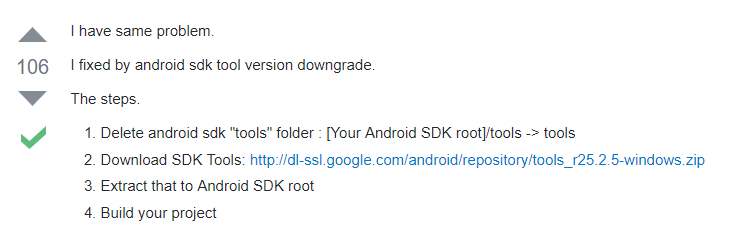 I have same problem.
106
I fixed by android sdk tool version downgrade.
The steps.
1. Delete android sdk "tools" folder : [Your Android SDK root]/tools -> tools
2. Download SDK Tools: http://dl-ssl.google.com/android/repository/tools_r25.2.5-windows.zip
3. Extract that to Android SDK root
4. Build your project